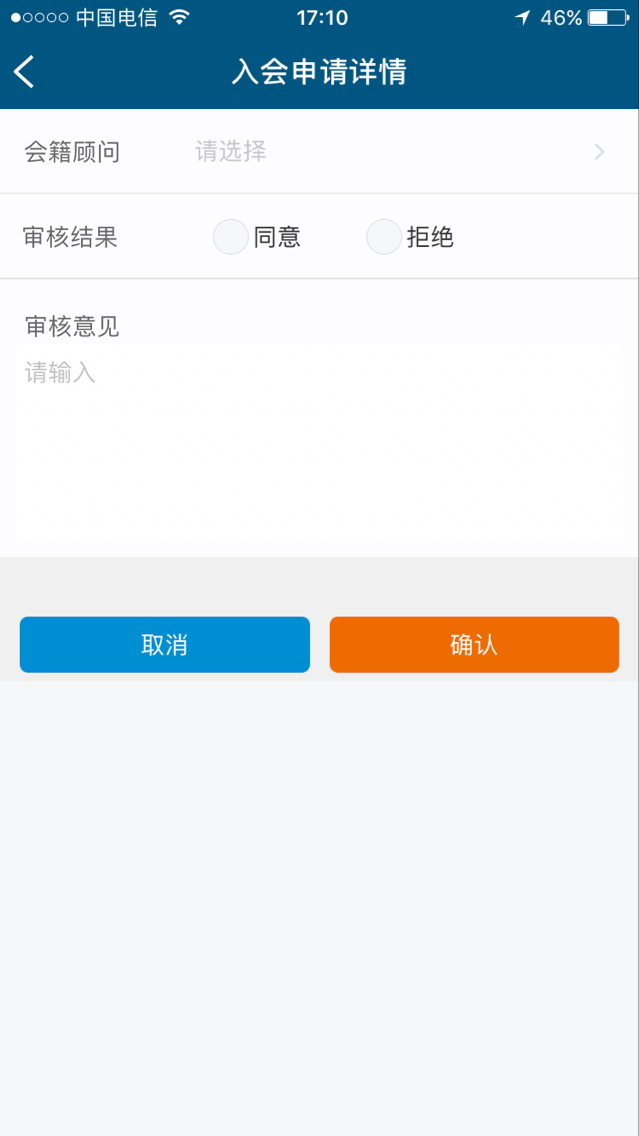 中国电信 17:10 46%
入会申请详情
会籍顾问 请选择
审核结果 同意 拒绝
审核意见
请输入
取消 确认